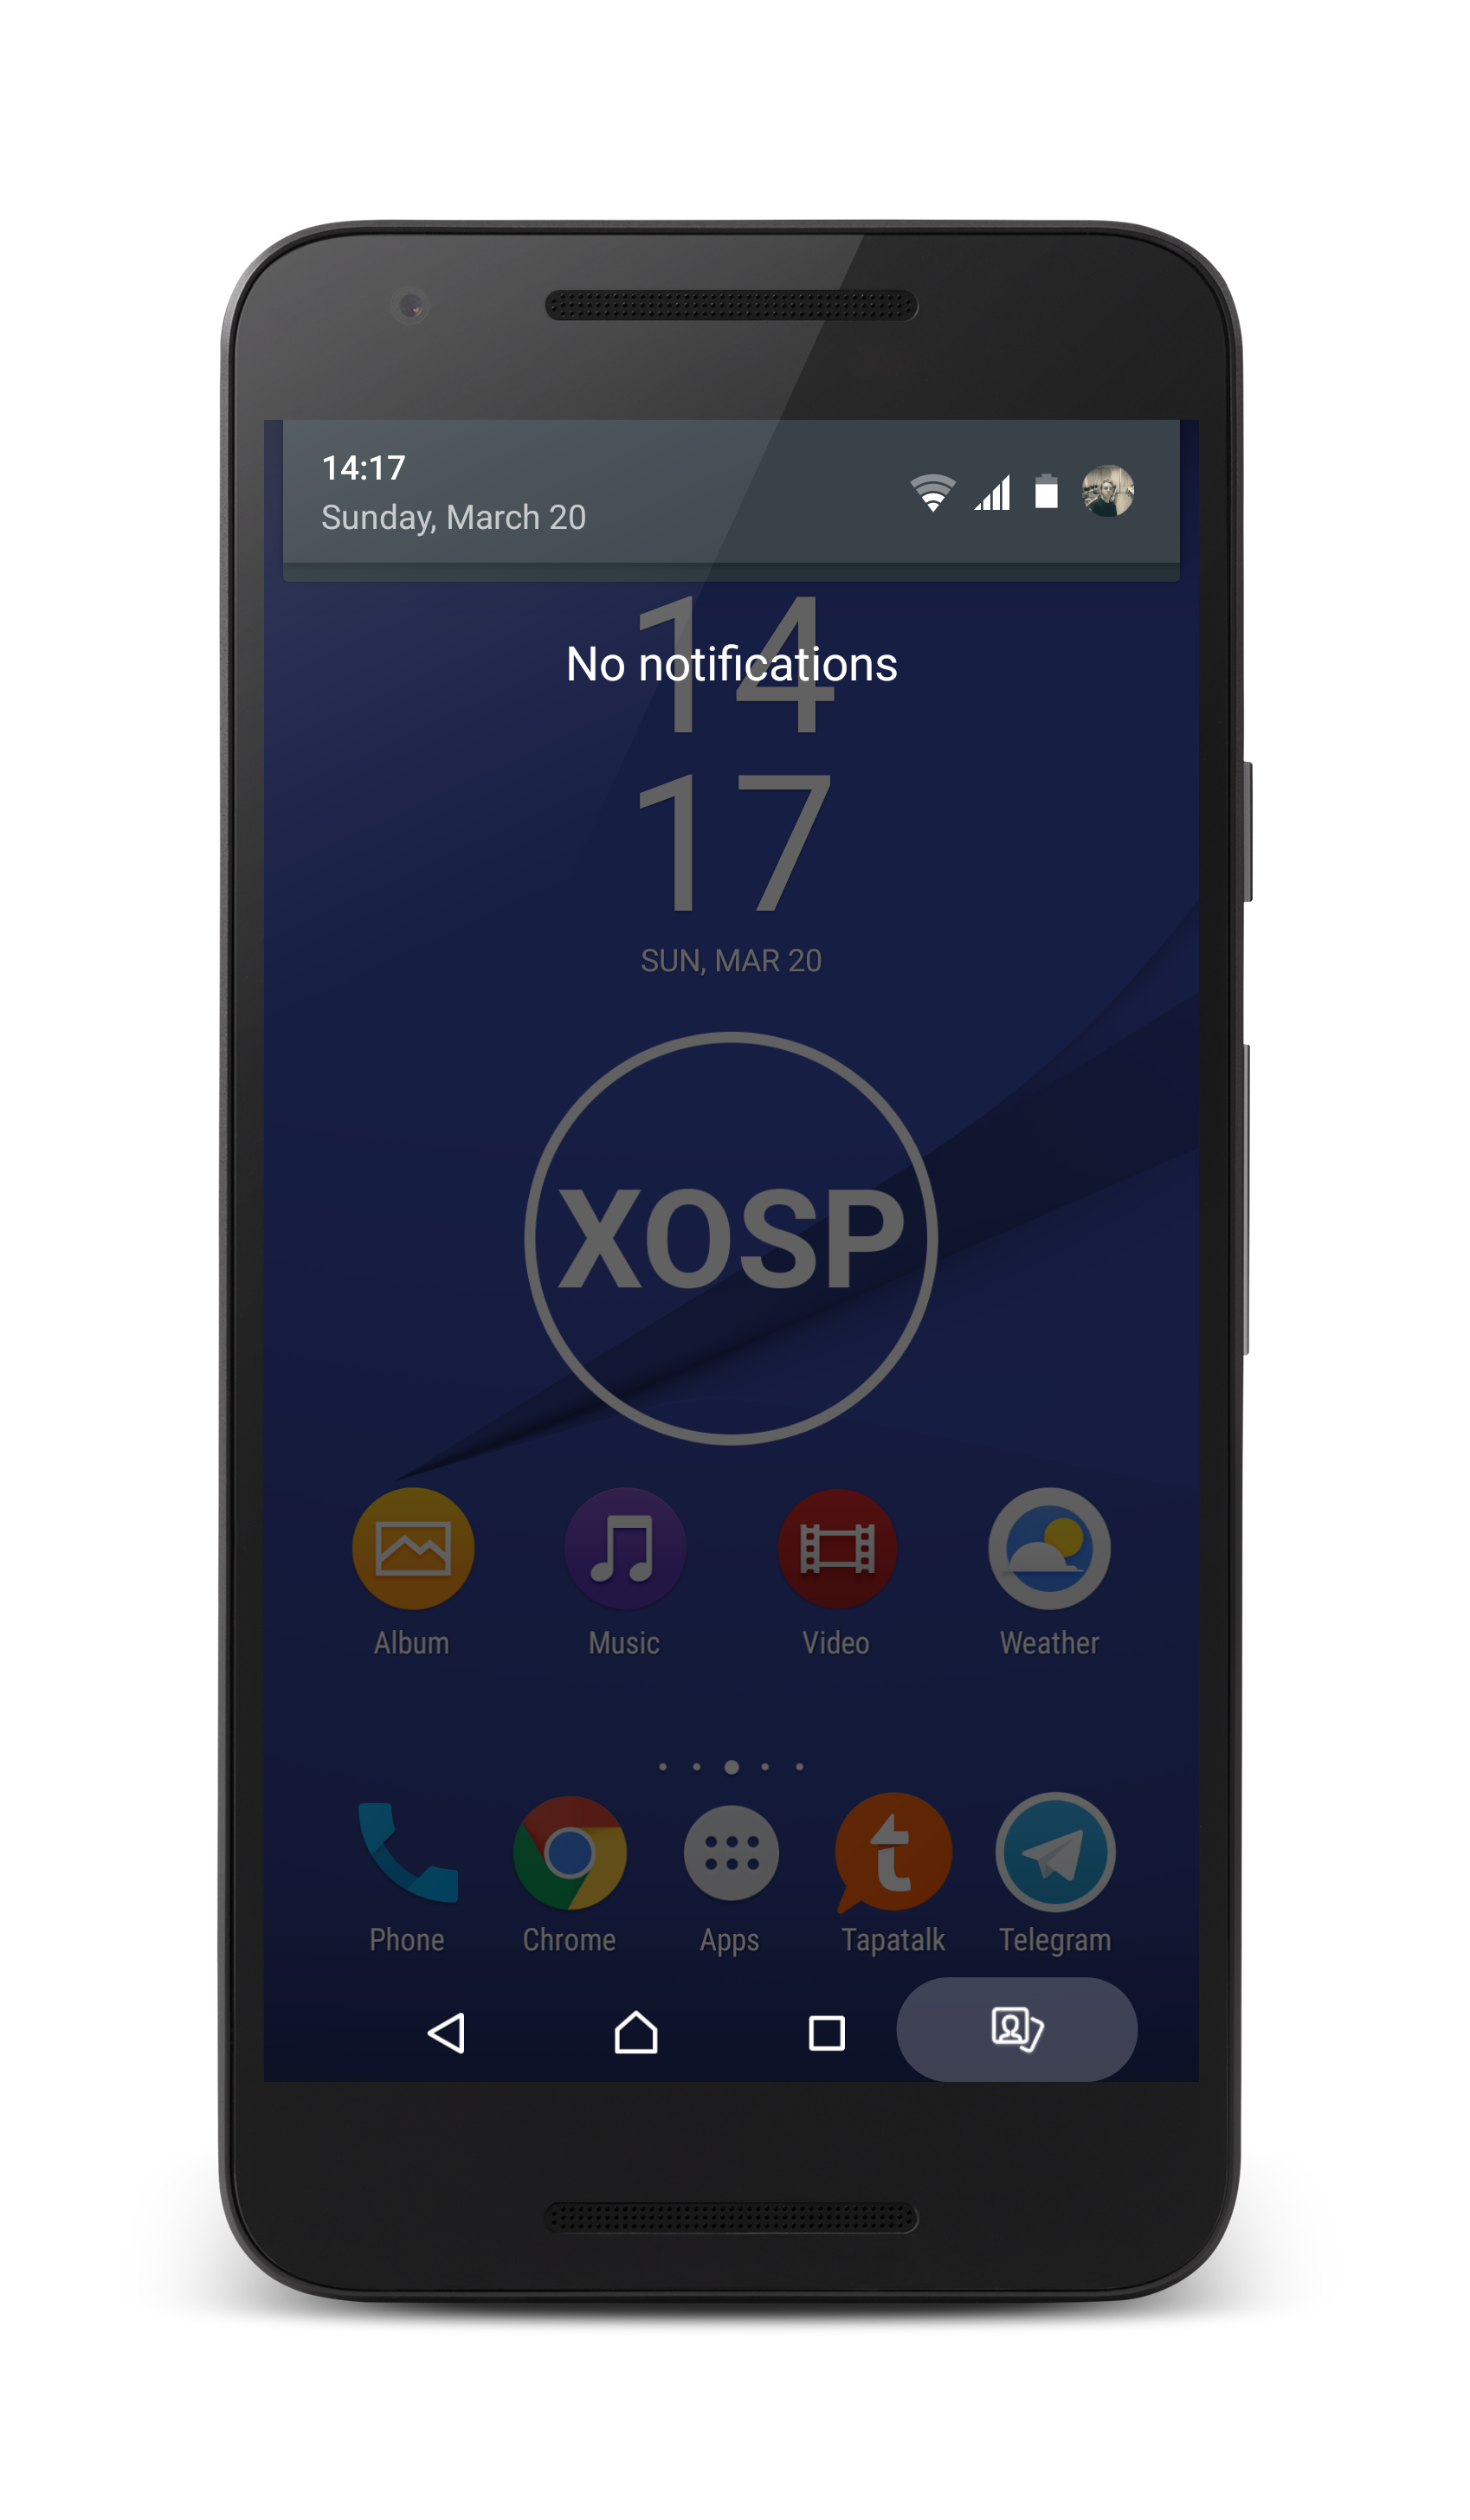 14:17
Sunday, March 20
No notifications
14
17
SUN, MAR 20
XOSP
Album
Music
Video
Weather
t
Phone
Chrome
Apps
Tapatalk
Telegram